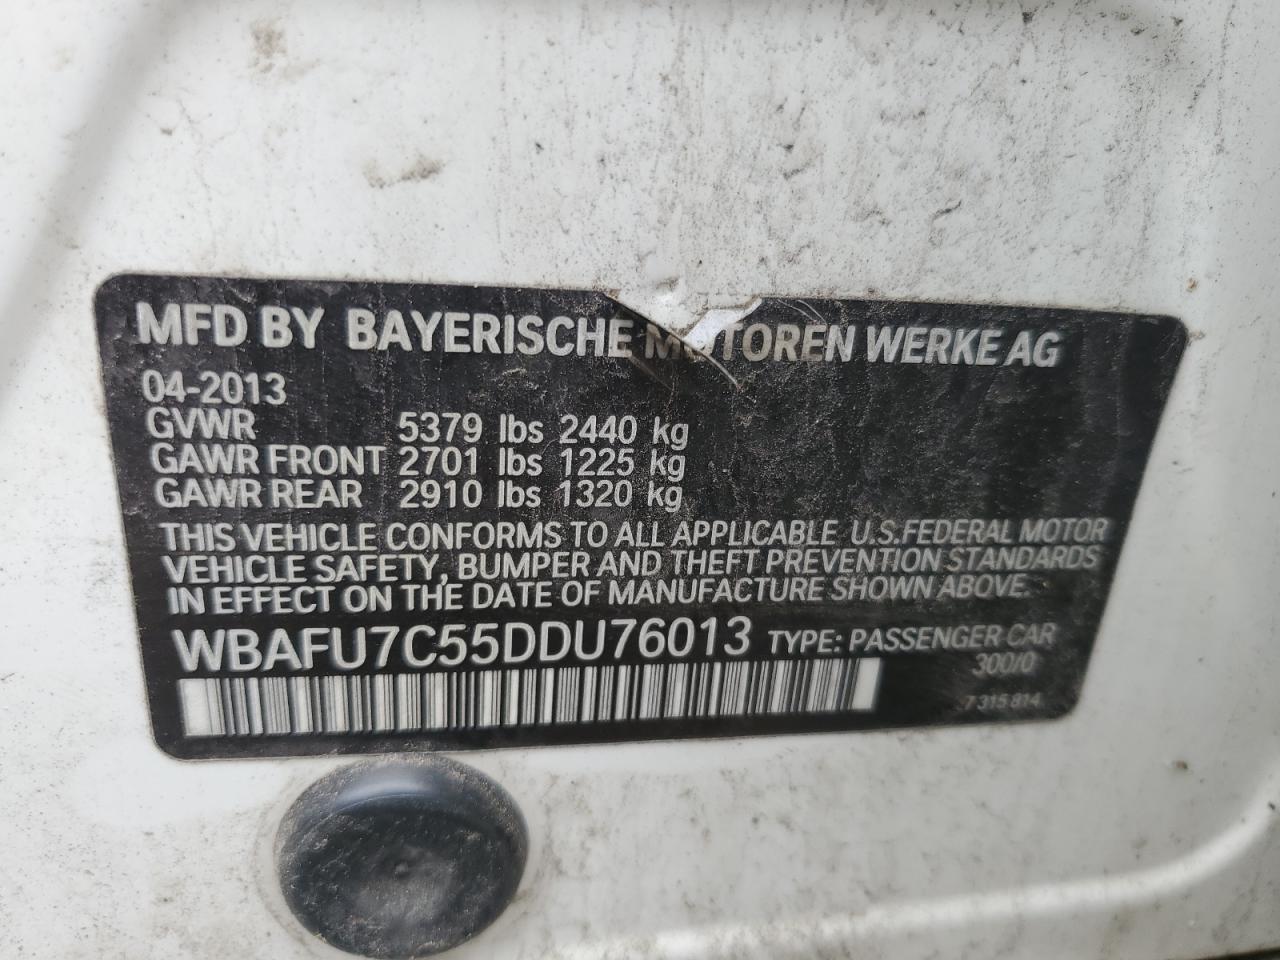 MFD BY BAYERISCHE MOTOREN WERKE AG
04-2013
GVWR 5379 lbs 2440 kg
GAWR FRONT 2701 lbs 1225 kg
GAWR REAR 2910 lbs 1320 kg
THIS VEHICLE CONFORMS TO ALL APPLICABLE U.S. FEDERAL MOTOR
VEHICLE SAFETY, BUMPER AND THEFT PREVENTION STANDARDS
IN EFFECT ON THE DATE OF MANUFACTURE SHOWN ABOVE.
WBAFU7C55DDU76013 TYPE: PASSENGER CAR
300/0
7 315 814